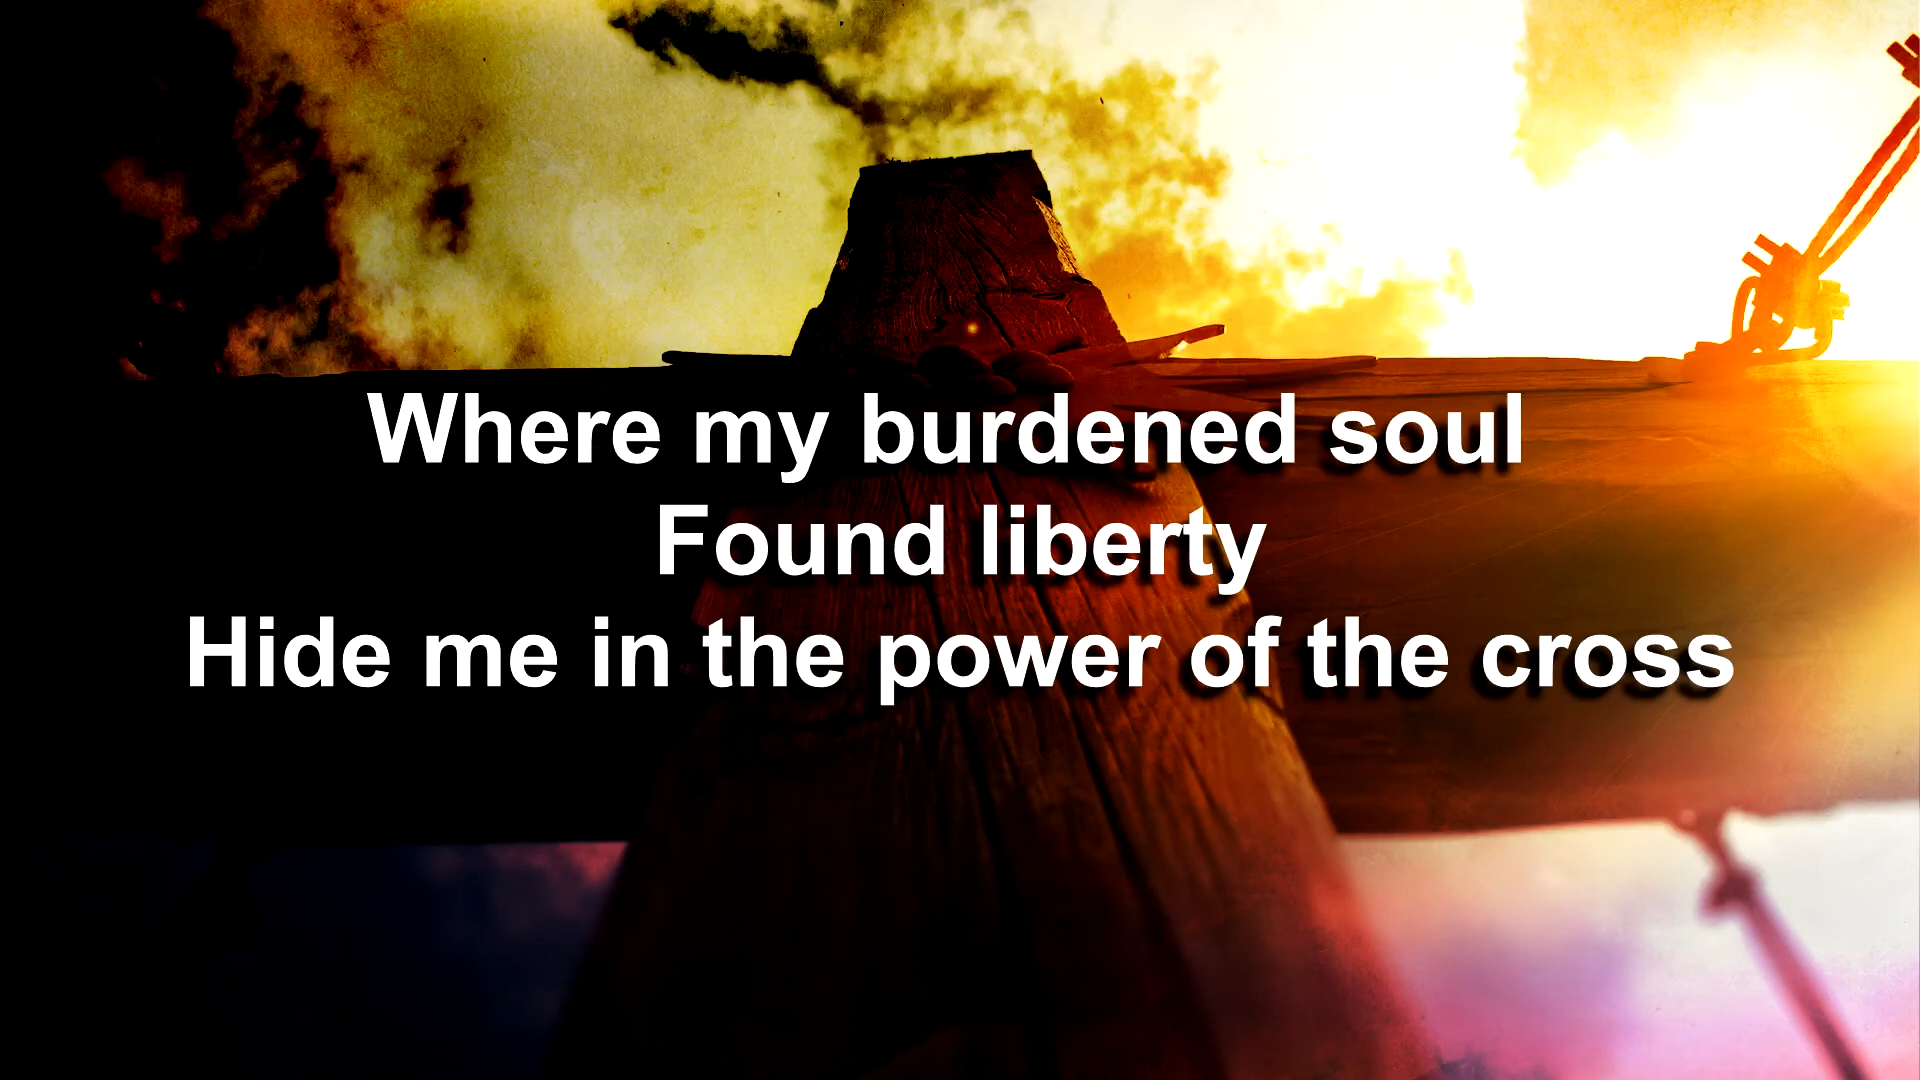 Where my burdened soul
Found liberty
Hide me in the power of the cross